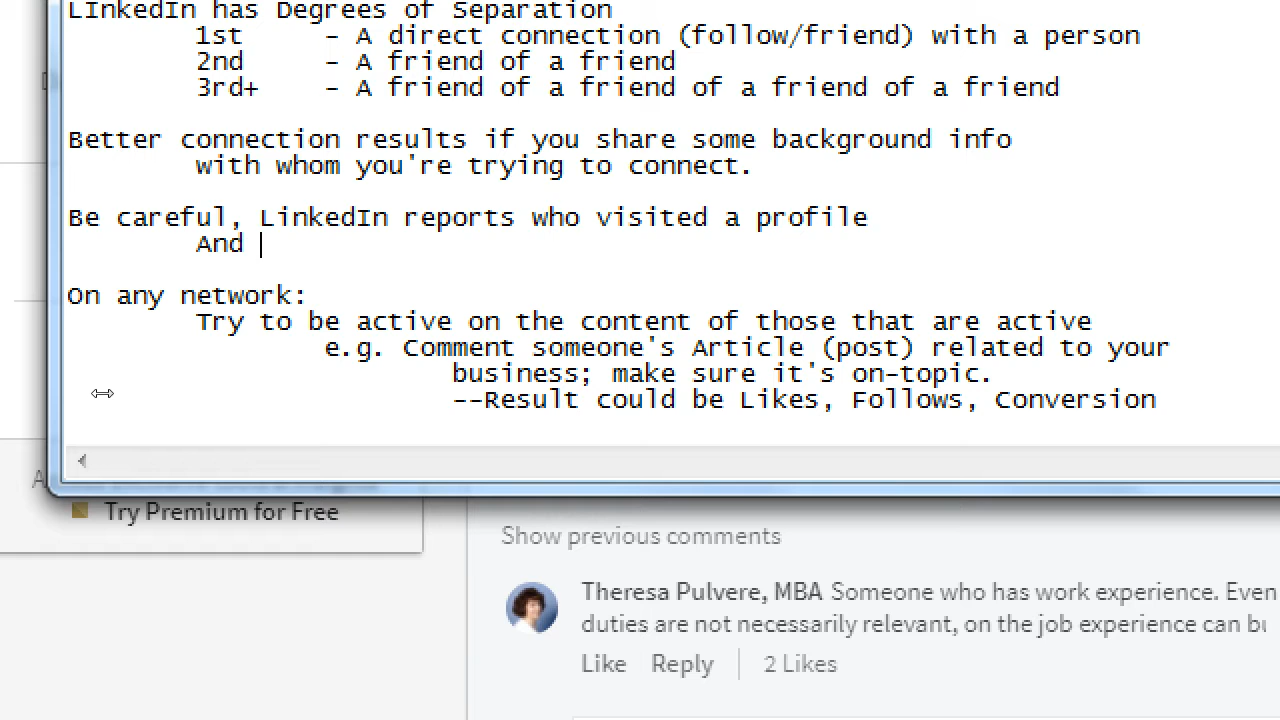 LInkedIn has Degrees of Separation
1st - A direct connection (follow/friend) with a person
2nd - A friend of a friend
3rd+ - A friend of a friend of a friend of a friend
Better connection results if you share some background info
with whom you're trying to connect.
Be careful, LinkedIn reports who visited a profile
And
On any network:
Try to be active on the content of those that are active
e.g. Comment someone's Article (post) related to your
business; make sure it's on-topic.
--Result could be Likes, Follows, Conversion
Try Premium for Free
Show previous comments
Theresa Pulvere, MBA Someone who has work experience. Even
duties are not necessarily relevant, on the job experience can
Like Reply 2 Likes